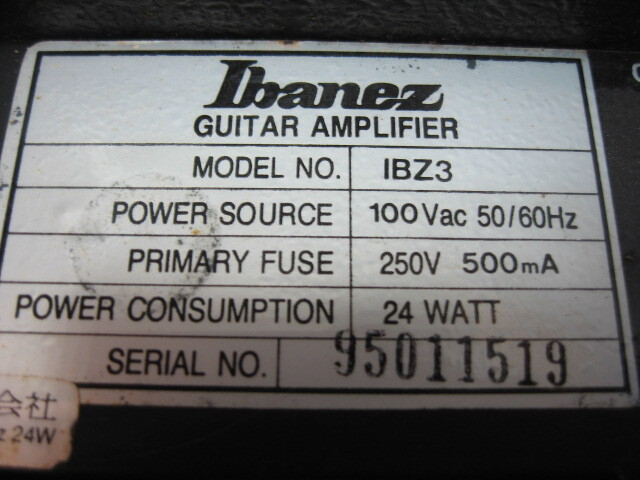 Ibanez
GUITAR AMPLIFIER
MODEL NO. IBZ3
POWER SOURCE 100Vac 50/60Hz
PRIMARY FUSE 250V 500mA
POWER CONSUMPTION 24 WATT
SERIAL NO. 95011519
会社
z 24W